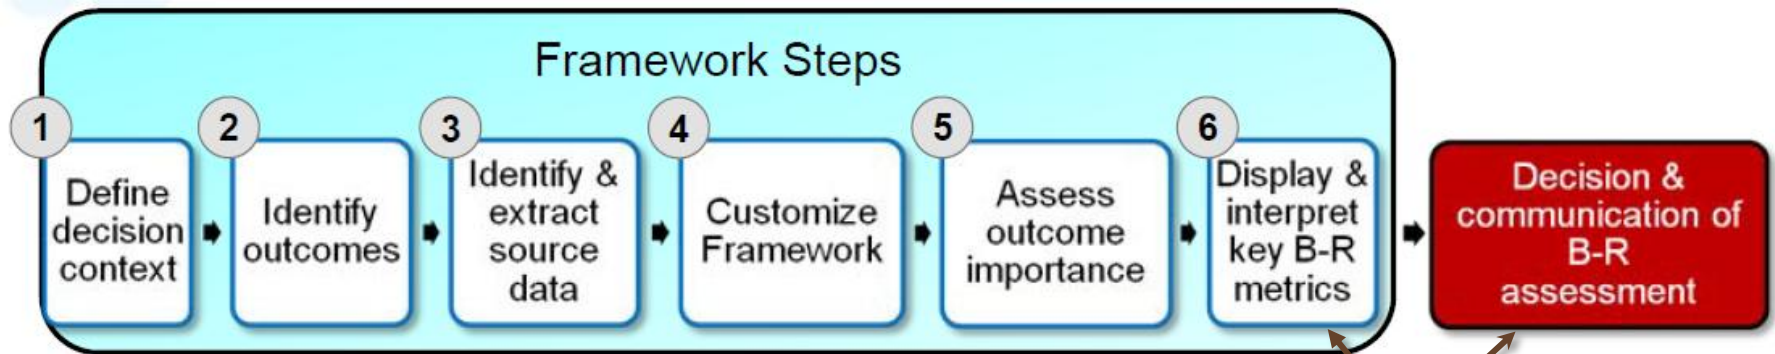 Framework Steps
1
Define
decision
context
2
Identify
outcomes
3
Identify &
extract
source
data
4
Customize
Framework
5
Assess
outcome
importance
6
Display &
interpret
key B-R
metrics
Decision &
communication of
B-R
assessment